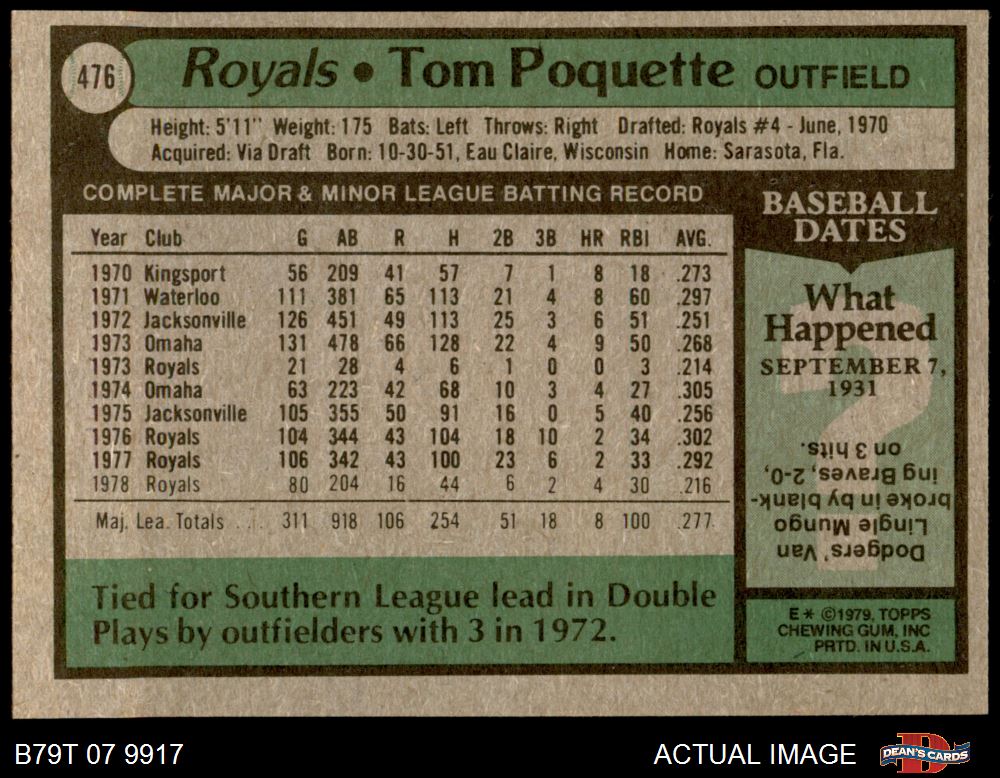 476
Royals • Tom Poquette OUTFIELD
Height: 5'11" Weight: 175 Bats: Left Throws: Right Drafted: Royals #4 - June, 1970
Acquired: Via Draft Born: 10-30-51, Eau Claire, Wisconsin Home: Sarasota, Fla.
COMPLETE MAJOR & MINOR LEAGUE BATTING RECORD
Year Club G AB R H 2B 3B HR RBI AVG.
1970 Kingsport 56 209 41 57 7 1 8 18 .273
1971 Waterloo 111 381 65 113 21 4 8 60 .297
1972 Jacksonville 126 451 49 113 25 3 6 51 .251
1973 Omaha 131 478 66 128 22 4 9 50 .268
1973 Royals 21 28 4 6 1 0 0 3 .214
1974 Omaha 63 223 42 68 10 3 4 27 .305
1975 Jacksonville 105 355 50 91 16 0 5 40 .256
1976 Royals 104 344 43 104 18 10 2 34 .302
1977 Royals 106 342 43 100 23 6 2 33 .292
1978 Royals 80 204 16 44 6 2 4 30 .216
Maj. Lea. Totals .. 311 918 106 254 51 18 8 100 .277
Tied for Southern League lead in Double
Plays by outfielders with 3 in 1972.
BASEBALL
DATES
What
Happened
SEPTEMBER 7,
1931
Dodgers' Van
Lingle Mungo
broke in by blank-
ing Braves, 2-0,
on 3 hits.
E * ©1979, TOPPS
CHEWING GUM, INC
PRTD. IN U.S.A.
B79T 07 9917
ACTUAL IMAGE
DEAN'S CARDS